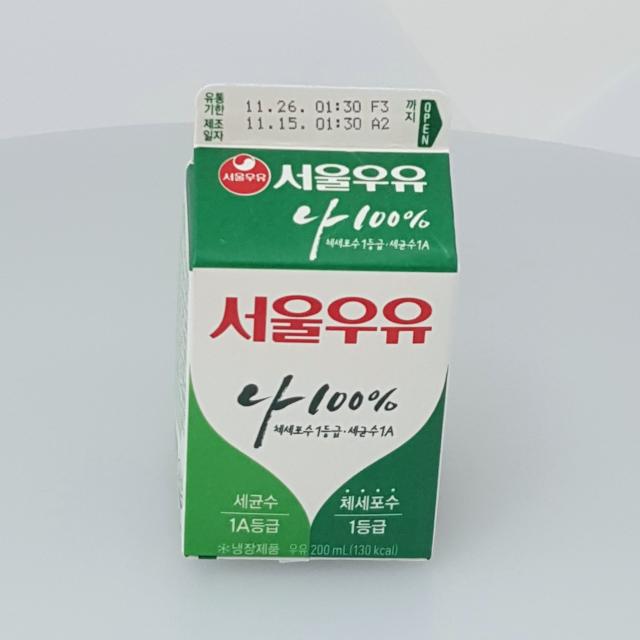 유통기한 11.26. 01:30 F3 까지
제조일자 11.15. 01:30 A2
OPEN
서울우유 서울우유
나100%
체세포수1등급·세균수1A
서울우유
나100%
체세포수1등급·세균수1A
세균수 체세포수
1A등급 1등급
냉장제품 우유 200 mL(130 kcal)